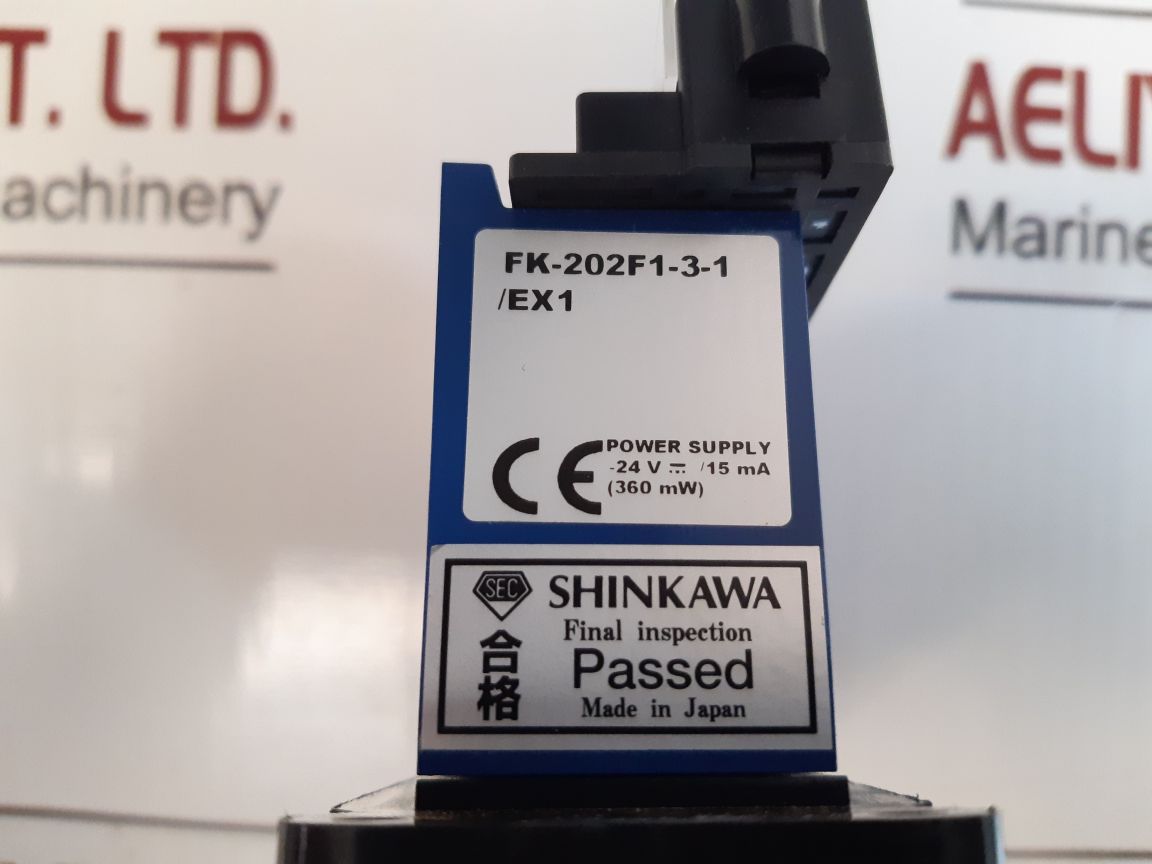 T. LTD.
achinery
AELIY
Marine
FK-202F1-3-1
/EX1
CE
POWER SUPPLY
-24 V ⎓ /15 mA
(360 mW)
SEC SHINKAWA
Final inspection
合格
Passed
Made in Japan